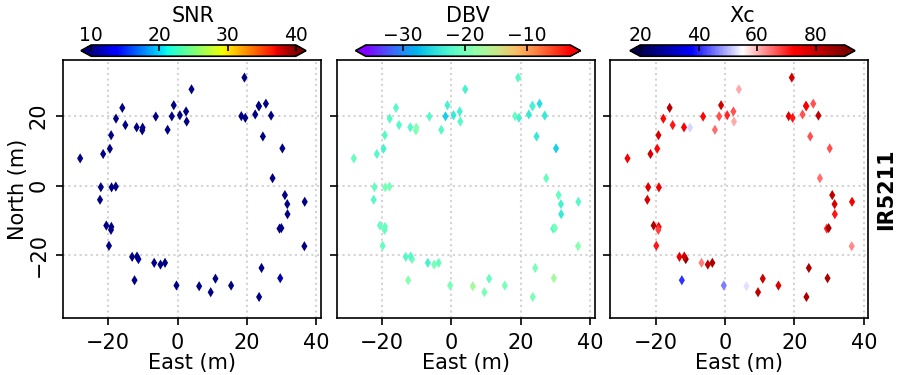 SNR DBV Xc
10 20 30 40 −30 −20 −10 20 40 60 80
North (m)
20
0
−20
IR5211
−20 0 20 40 −20 0 20 40 −20 0 20 40
East (m) East (m) East (m)